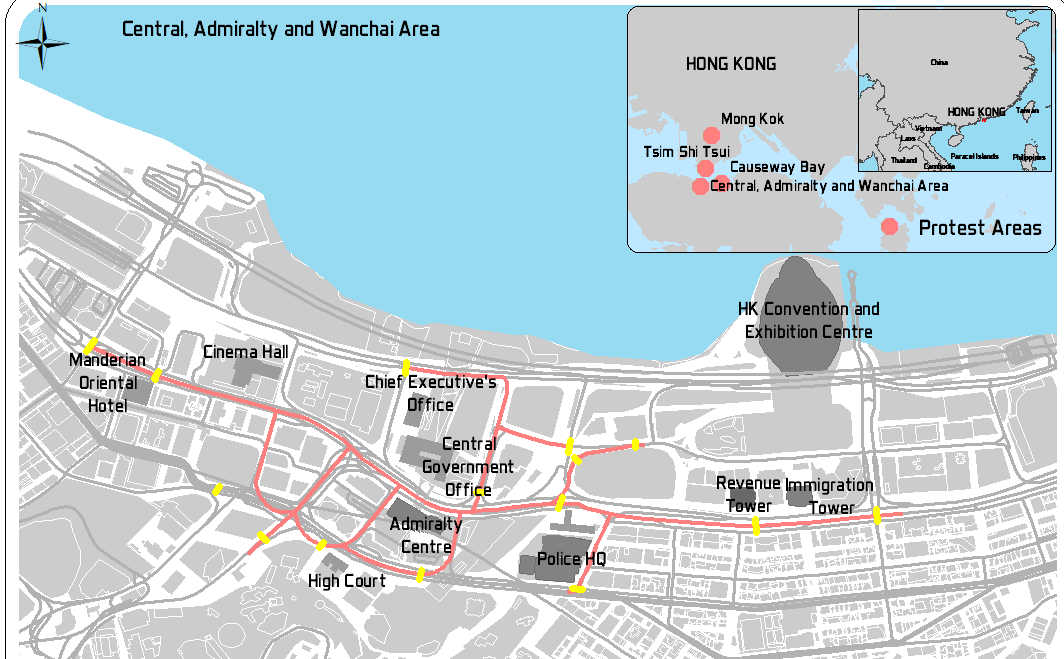 N
Central, Admiralty and Wanchai Area
HONG KONG
Mong Kok
Tsim Shi Tsui
Causeway Bay
Central, Admiralty and Wanchai Area
Protest Areas
China
HONG KONG
Taiwan
Vietnam
Laos
Thailand
Paracel Islands
Philippines
Cambodia
HK Convention and
Exhibition Centre
Manderian
Oriental
Hotel
Cinema Hall
Chief Executive's
Office
Central
Government
Office
Revenue
Tower
Immigration
Tower
Admiralty
Centre
Police HQ
High Court